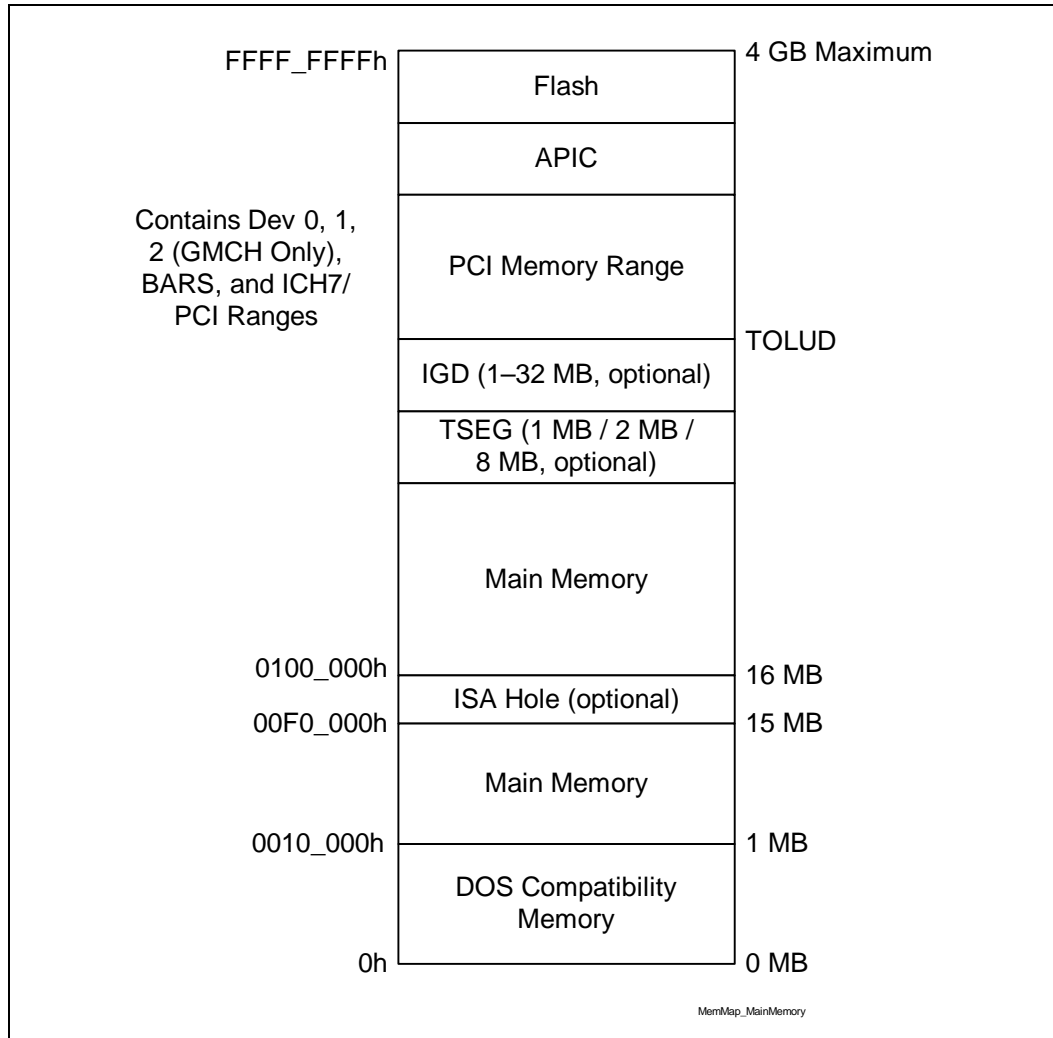 FFFF_FFFFh
4 GB Maximum
Flash
APIC
Contains Dev 0, 1,
2 (GMCH Only),
BARS, and ICH7/
PCI Ranges
PCI Memory Range
TOLUD
IGD (1–32 MB, optional)
TSEG (1 MB / 2 MB /
8 MB, optional)
Main Memory
0100_000h
16 MB
ISA Hole (optional)
00F0_000h
15 MB
Main Memory
0010_000h
1 MB
DOS Compatibility
Memory
0h
0 MB
MemMap_MainMemory